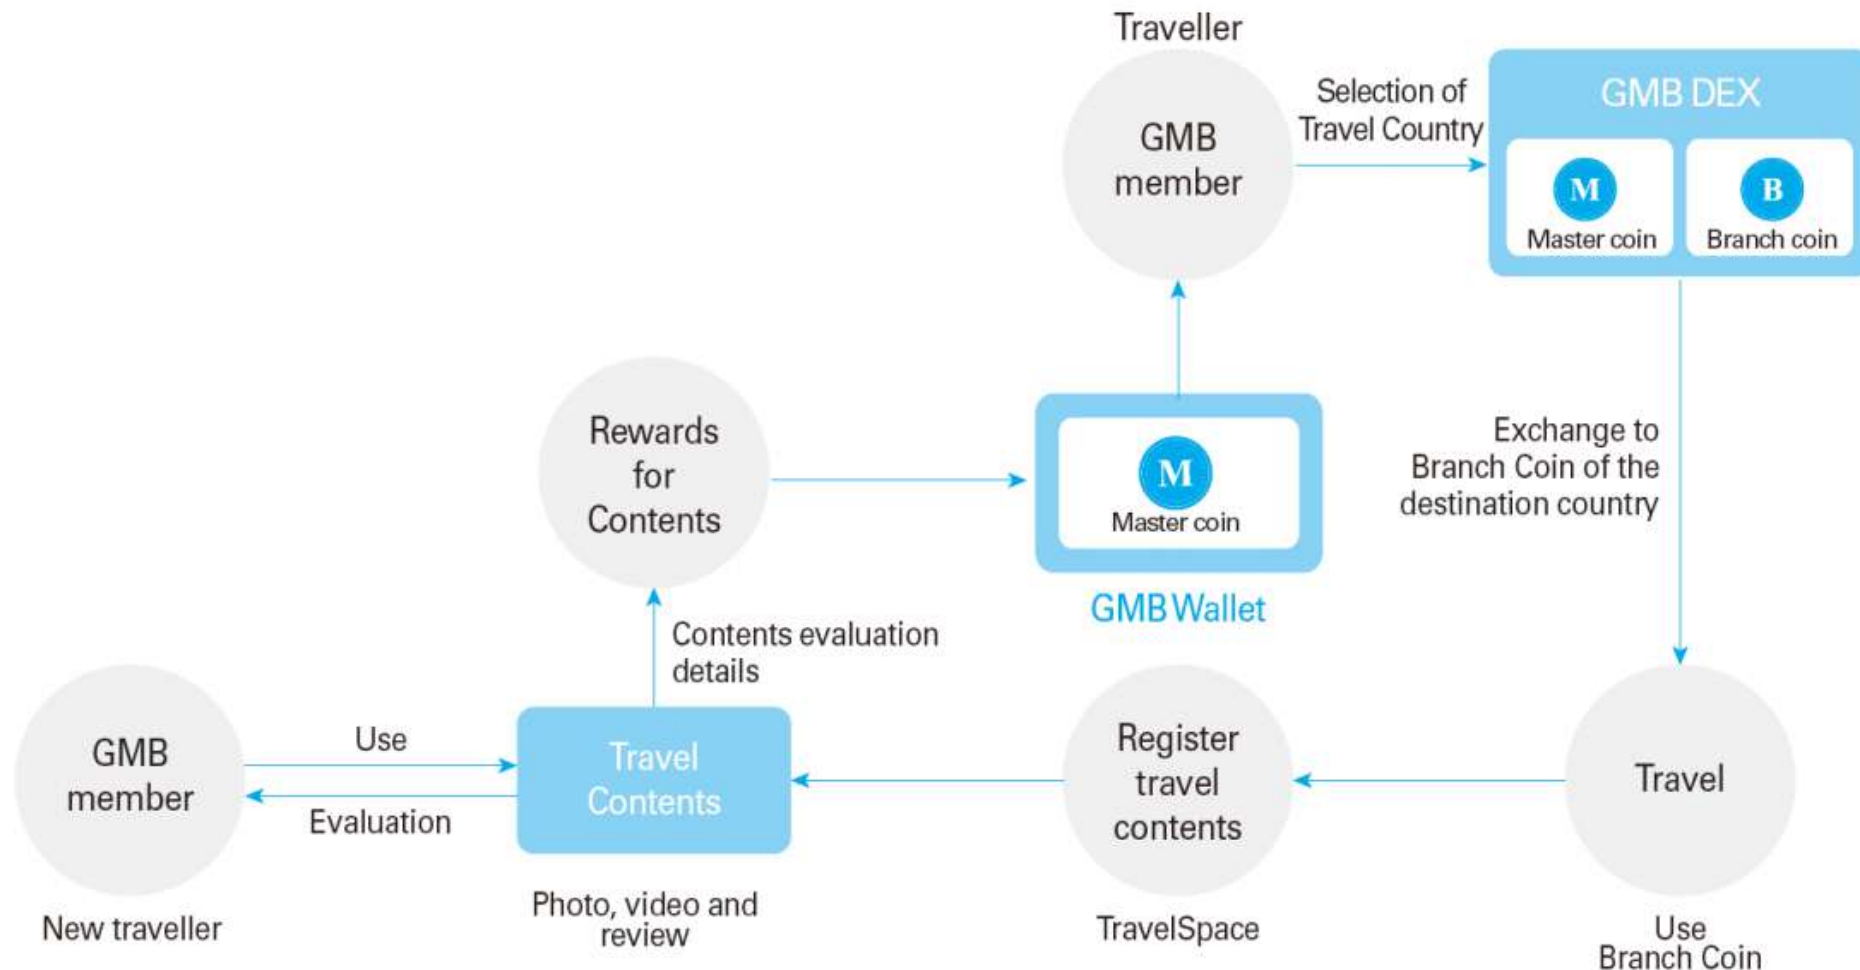 Traveller
GMB
member
Selection of
Travel Country
GMB DEX
M
Master coin
B
Branch coin
Rewards
for
Contents
M
Master coin
GMB Wallet
Exchange to
Branch Coin of the
destination country
Contents evaluation
details
GMB
member
New traveller
Use
Evaluation
Travel
Contents
Photo, video and
review
Register
travel
contents
TravelSpace
Travel
Use
Branch Coin